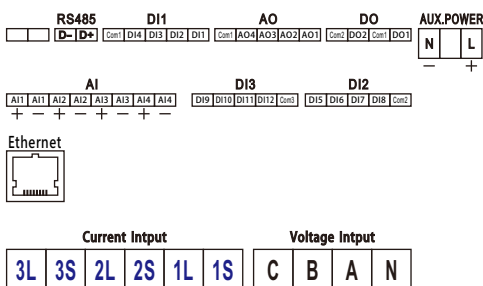 RS485 DI1 AO DO AUX.POWER
D- D+ Com1 DI4 DI3 DI2 DI1 Com1 AO4 AO3 AO2 AO1 Com2 DO2 Com1 DO1 N L
− +
AI DI3 DI2
AI1 AI1 AI2 AI2 AI3 AI3 AI4 AI4 DI9 DI10 DI11 DI12 Com3 DI5 DI6 DI7 DI8 Com2
+ − + − + − + −
Ethernet
Current Intput Voltage Intput
3L 3S 2L 2S 1L 1S C B A N